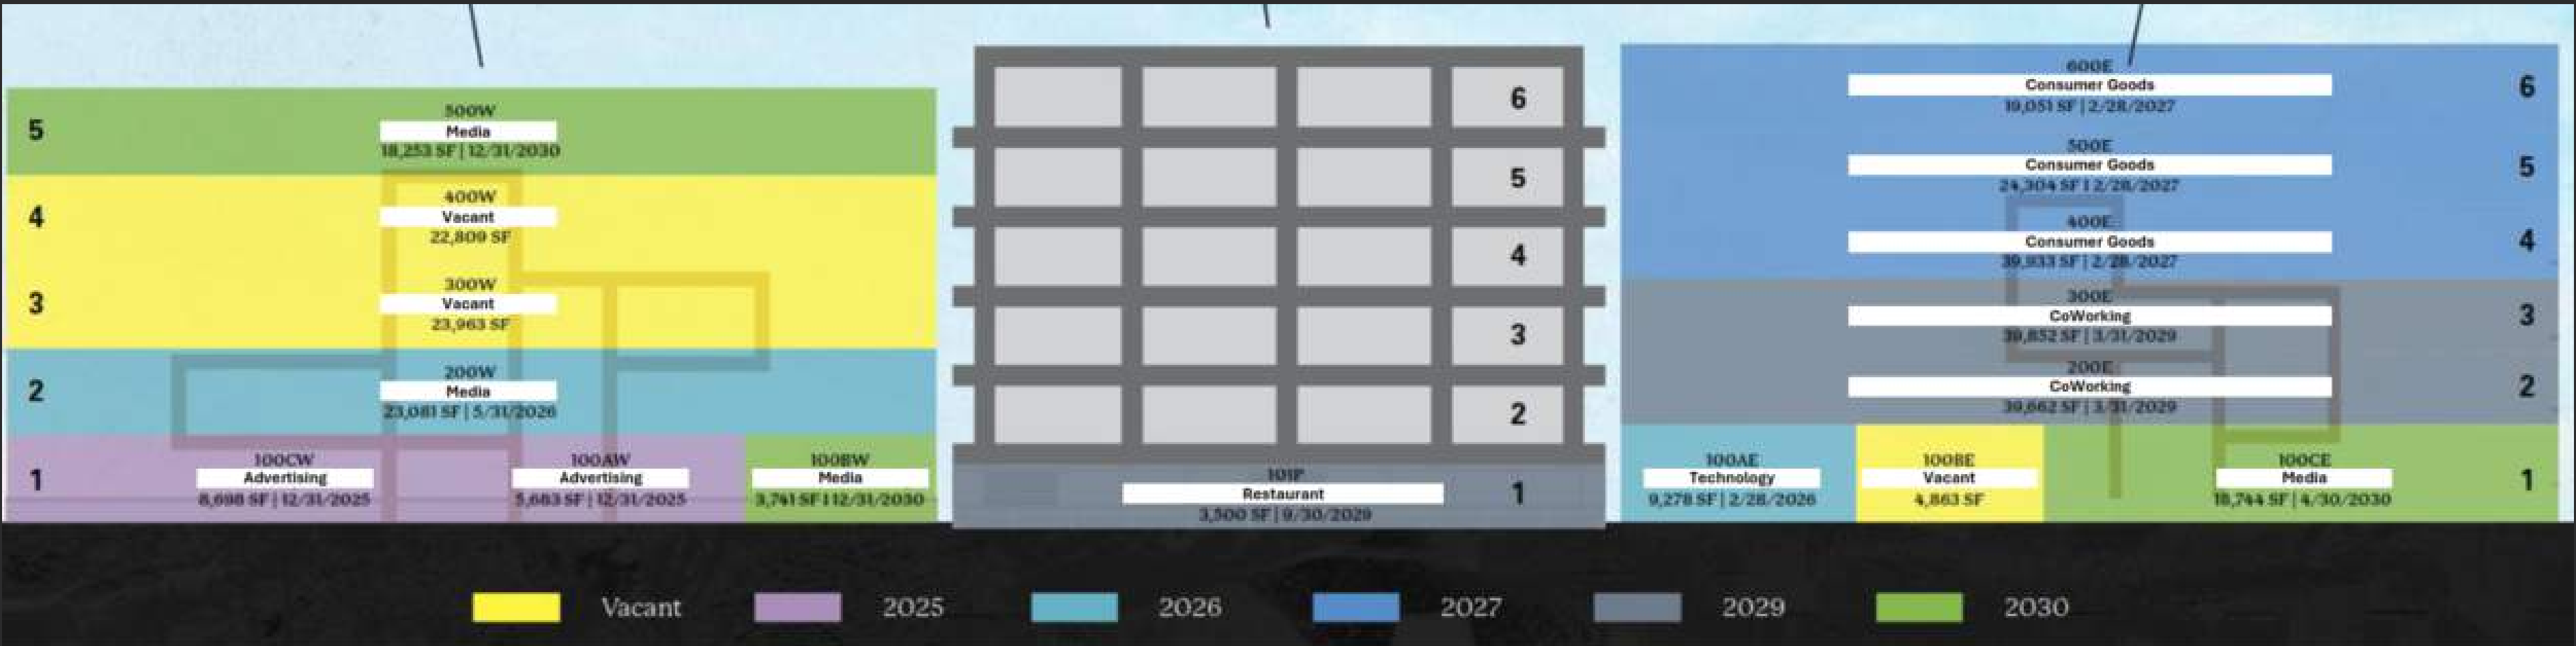 5
500W
Media
18,253 SF | 12/31/2030
4
400W
Vacant
22,809 SF
3
300W
Vacant
23,963 SF
2
200W
Media
23,081 SF | 5/31/2026
1
100CW
Advertising
8,698 SF | 12/31/2025
100AW
Advertising
5,683 SF | 12/31/2025
100BW
Media
3,741 SF | 12/31/2030
6
5
4
3
2
101P
Restaurant
3,500 SF | 9/30/2029
1
600E
Consumer Goods
19,051 SF | 2/28/2027
6
500E
Consumer Goods
24,304 SF | 2/28/2027
5
400E
Consumer Goods
39,933 SF | 2/28/2027
4
300E
CoWorking
39,852 SF | 3/31/2029
3
200E
CoWorking
39,662 SF | 3/31/2029
2
100AE
Technology
9,278 SF | 2/28/2026
100BE
Vacant
4,863 SF
100CE
Media
18,744 SF | 4/30/2030
1
Vacant
2025
2026
2027
2029
2030